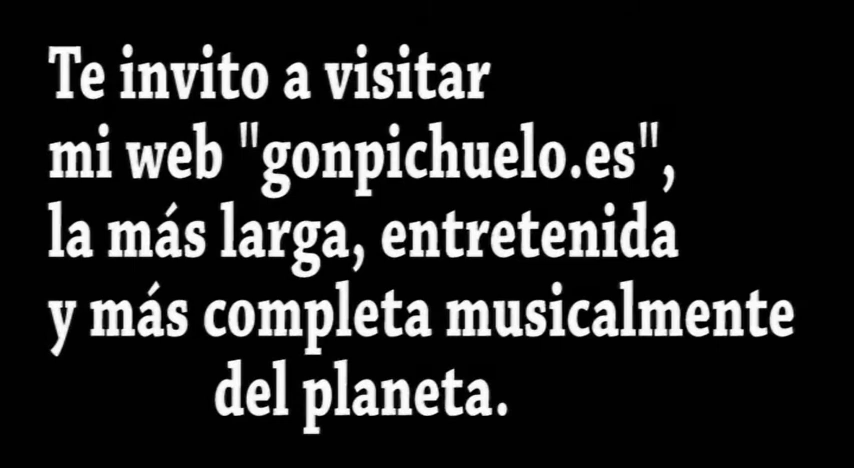 Te invito a visitar
mi web "gonpichuelo.es",
la más larga, entretenida
y más completa musicalmente
del planeta.